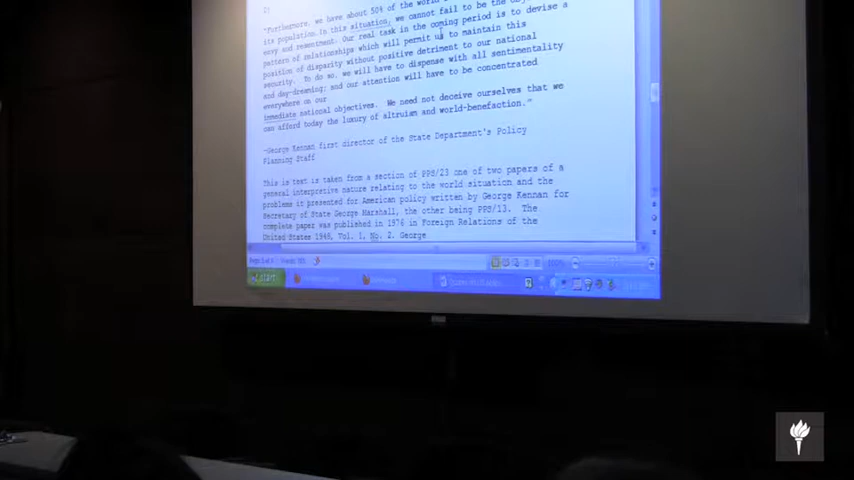 2)
"Furthermore, we have about 50% of the world
its population. In this situation, we cannot fail to be the
envy and resentment. Our real task in the coming period is to devise a
pattern of relationships which will permit us to maintain this
position of disparity without positive detriment to our national
security. To do so, we will have to dispense with all sentimentality
and day-dreaming; and our attention will have to be concentrated
everywhere on our
immediate national objectives. We need not deceive ourselves that we
can afford today the luxury of altruism and world-benefaction."
-George Kennan first director of the State Department's Policy
Planning Staff
This is text is taken from a section of PPS/23 one of two papers of a
general interpretive nature relating to the world situation and the
problems it presented for American policy written by George Kennan for
Secretary of State George Marshall, the other being PPS/13. The
complete paper was published in 1976 in Foreign Relations of the
United States 1948, Vol. 1, No. 2. George
100%
start